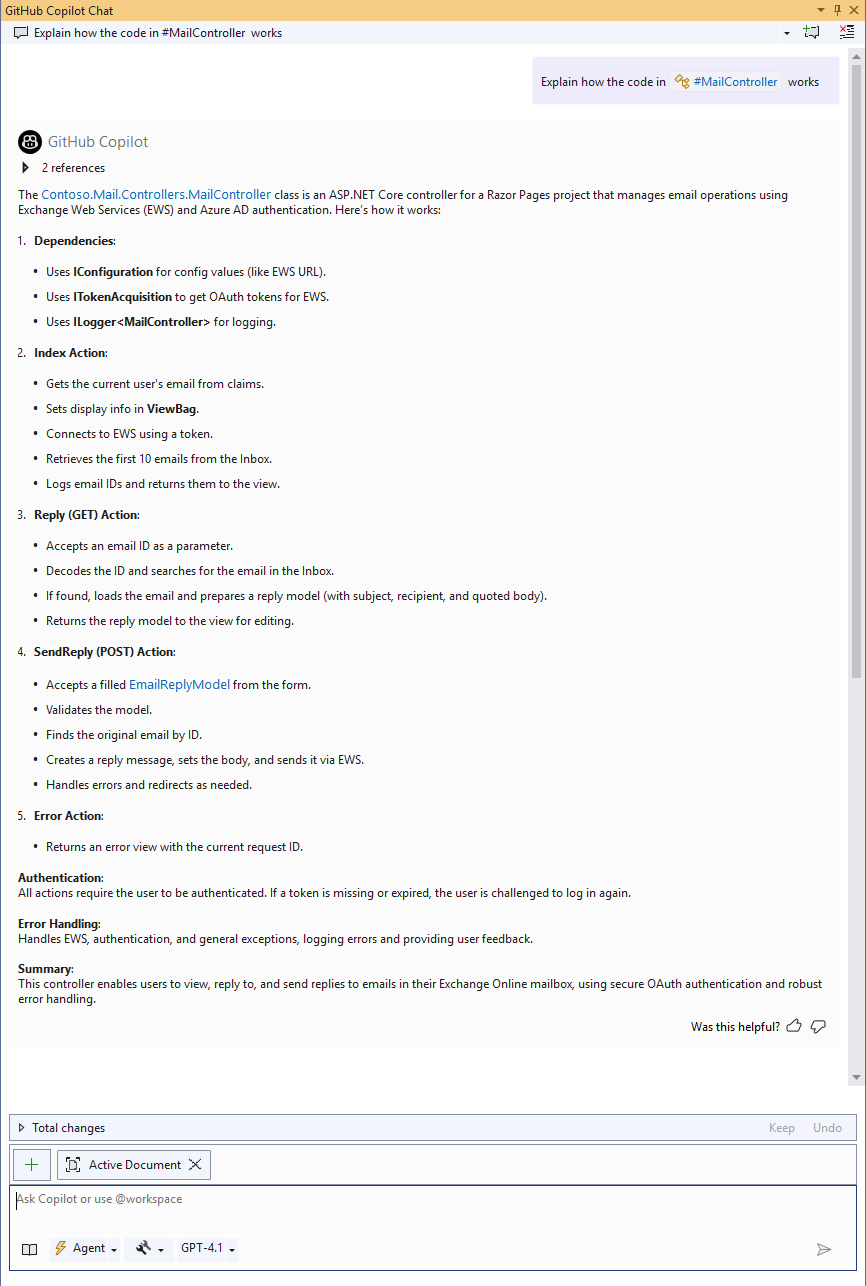 GitHub Copilot Chat
Explain how the code in #MailController works
Explain how the code in #MailController works
GitHub Copilot
2 references
The Contoso.Mail.Controllers.MailController class is an ASP.NET Core controller for a Razor Pages project that manages email operations using
Exchange Web Services (EWS) and Azure AD authentication. Here's how it works:
1. Dependencies:
• Uses IConfiguration for config values (like EWS URL).
• Uses ITokenAcquisition to get OAuth tokens for EWS.
• Uses ILogger<MailController> for logging.
2. Index Action:
• Gets the current user's email from claims.
• Sets display info in ViewBag.
• Connects to EWS using a token.
• Retrieves the first 10 emails from the Inbox.
• Logs email IDs and returns them to the view.
3. Reply (GET) Action:
• Accepts an email ID as a parameter.
• Decodes the ID and searches for the email in the Inbox.
• If found, loads the email and prepares a reply model (with subject, recipient, and quoted body).
• Returns the reply model to the view for editing.
4. SendReply (POST) Action:
• Accepts a filled EmailReplyModel from the form.
• Validates the model.
• Finds the original email by ID.
• Creates a reply message, sets the body, and sends it via EWS.
• Handles errors and redirects as needed.
5. Error Action:
• Returns an error view with the current request ID.
Authentication:
All actions require the user to be authenticated. If a token is missing or expired, the user is challenged to log in again.
Error Handling:
Handles EWS, authentication, and general exceptions, logging errors and providing user feedback.
Summary:
This controller enables users to view, reply to, and send replies to emails in their Exchange Online mailbox, using secure OAuth authentication and robust
error handling.
Was this helpful?
Total changes Keep Undo
Active Document
Ask Copilot or use @workspace
Agent GPT-4.1